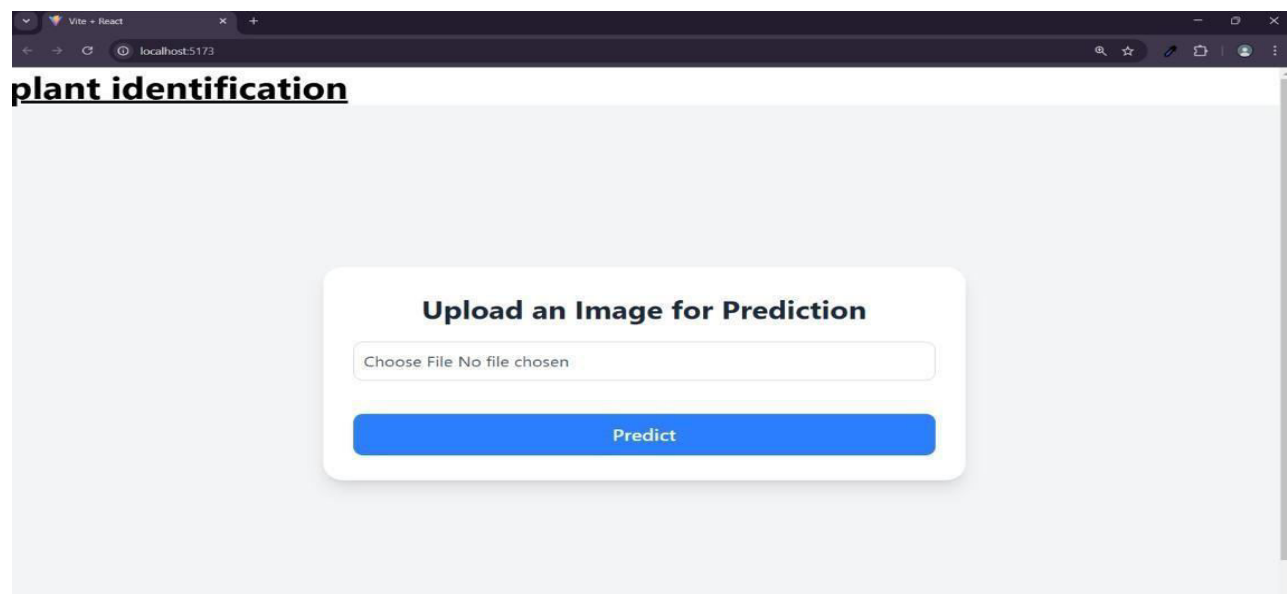 Vite + React
localhost:5173
plant identification
Upload an Image for Prediction
Choose File No file chosen
Predict